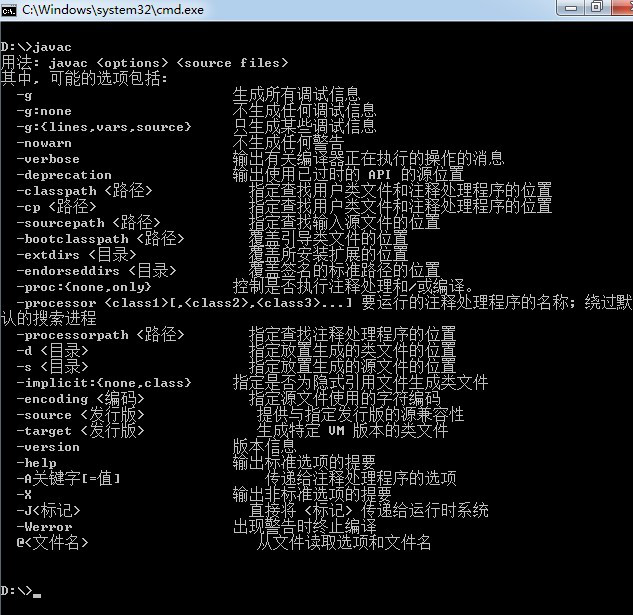 C:\Windows\system32\cmd.exe
D:\>javac
用法: javac <options> <source files>
其中, 可能的选项包括:
-g 生成所有调试信息
-g:none 不生成任何调试信息
-g:{lines,vars,source} 只生成某些调试信息
-nowarn 不生成任何警告
-verbose 输出有关编译器正在执行的操作的消息
-deprecation 输出使用已过时的 API 的源位置
-classpath <路径> 指定查找用户类文件和注释处理程序的位置
-cp <路径> 指定查找用户类文件和注释处理程序的位置
-sourcepath <路径> 指定查找输入源文件的位置
-bootclasspath <路径> 覆盖引导类文件的位置
-extdirs <目录> 覆盖所安装扩展的位置
-endorseddirs <目录> 覆盖签名的标准路径的位置
-proc:{none,only} 控制是否执行注释处理和/或编译。
-processor <class1>[,<class2>,<class3>...] 要运行的注释处理程序的名称; 绕过默
认的搜索进程
-processorpath <路径> 指定查找注释处理程序的位置
-d <目录> 指定放置生成的类文件的位置
-s <目录> 指定放置生成的源文件的位置
-implicit:{none,class} 指定是否为隐式引用文件生成类文件
-encoding <编码> 指定源文件使用的字符编码
-source <发行版> 提供与指定发行版的源兼容性
-target <发行版> 生成特定 VM 版本的类文件
-version 版本信息
-help 输出标准选项的提要
-A关键字[=值] 传递给注释处理程序的选项
-X 输出非标准选项的提要
-J<标记> 直接将 <标记> 传递给运行时系统
-Werror 出现警告时终止编译
@<文件名> 从文件读取选项和文件名
D:\>_